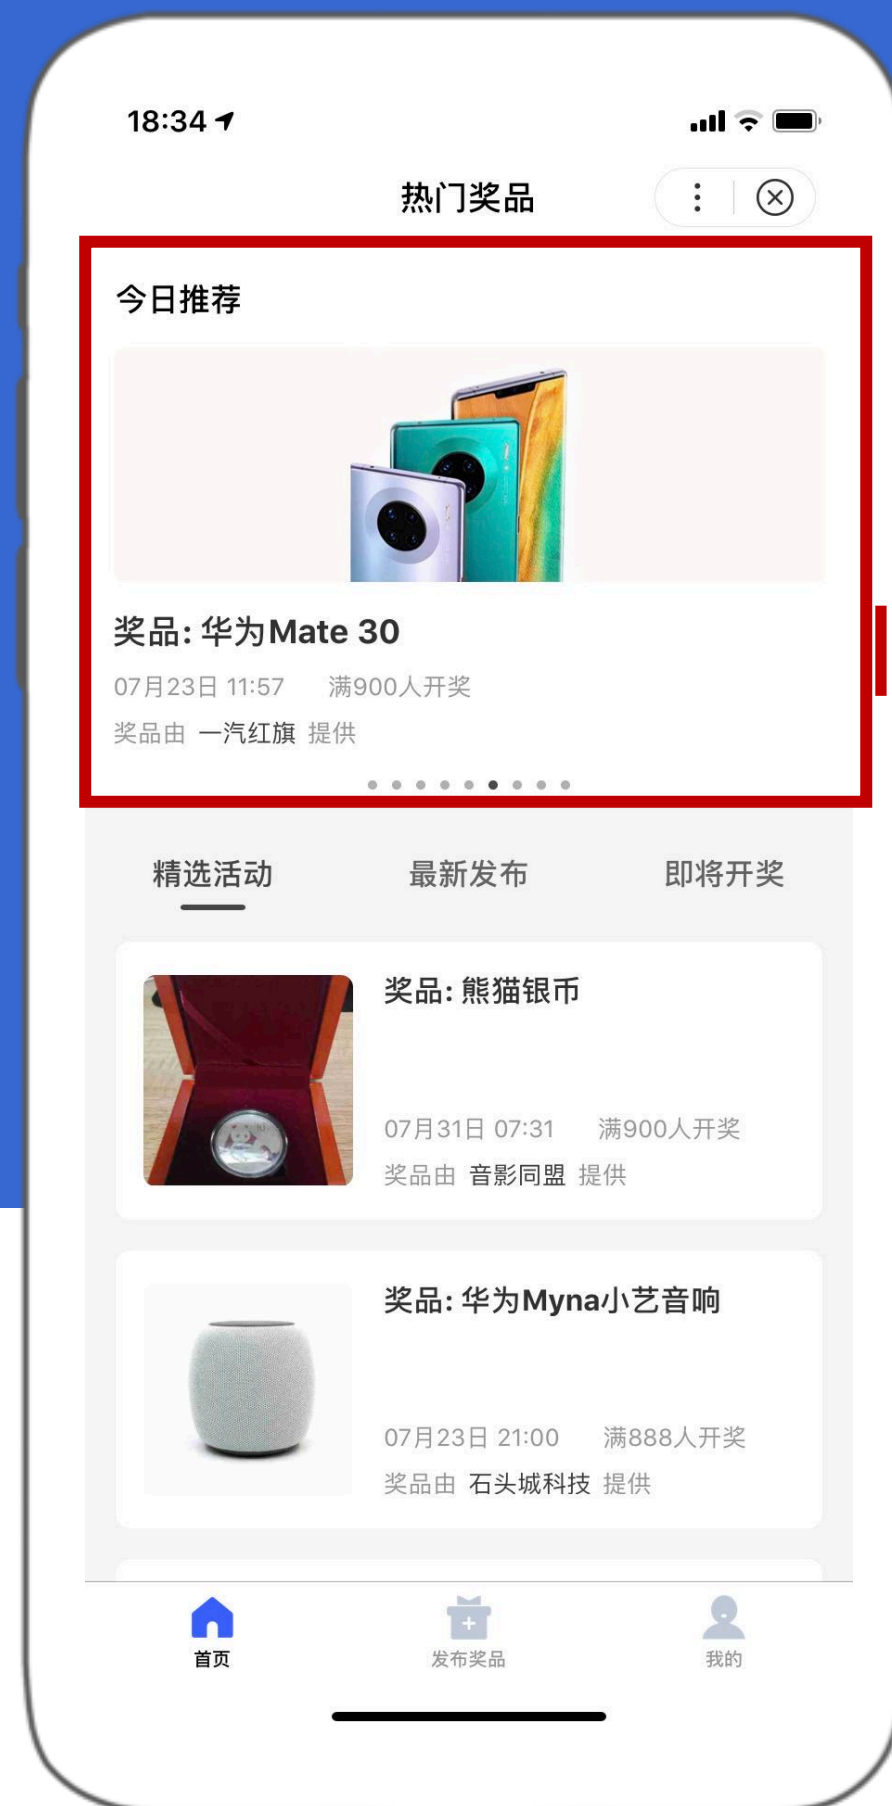 18:34
热门奖品
今日推荐
奖品: 华为Mate 30
07月23日 11:57 满900人开奖
奖品由 一汽红旗 提供
精选活动 最新发布 即将开奖
奖品: 熊猫银币
07月31日 07:31 满900人开奖
奖品由 音影同盟 提供
奖品: 华为Myna小艺音响
07月23日 21:00 满888人开奖
奖品由 石头城科技 提供
首页 发布奖品 我的